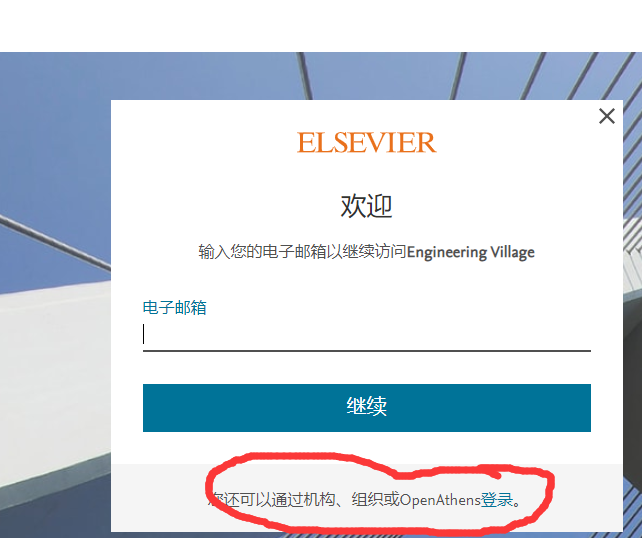 ELSEVIER
欢迎
输入您的电子邮箱以继续访问Engineering Village
电子邮箱
继续
您还可以通过机构、组织或OpenAthens登录。